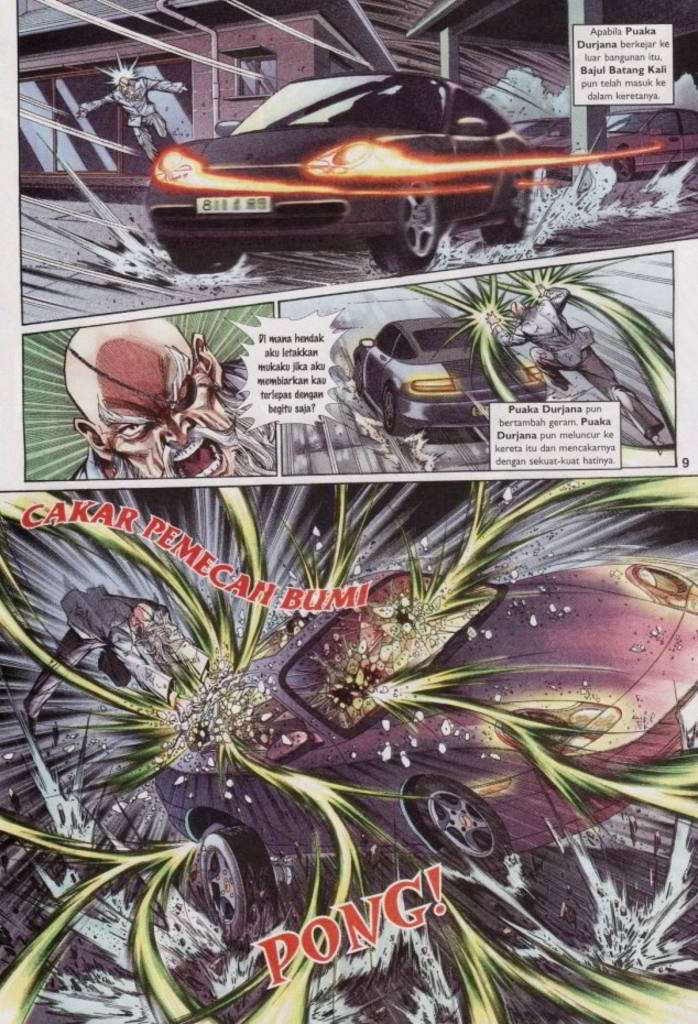 Apabila Puaka
Durjana berkejar ke
luar bangunan itu,
Bajul Batang Kali
pun telah masuk ke
dalam keretanya.
Di mana hendak
aku letakkan
mukaku jika aku
membiarkan kau
terlepas dengan
begitu saja?
Puaka Durjana pun
bertambah geram. Puaka
Durjana pun meluncur ke
kereta itu dan mencakarnya
dengan sekuat-kuat hatinya.
9
CAKAR PEMECAH BUMI
PONG!